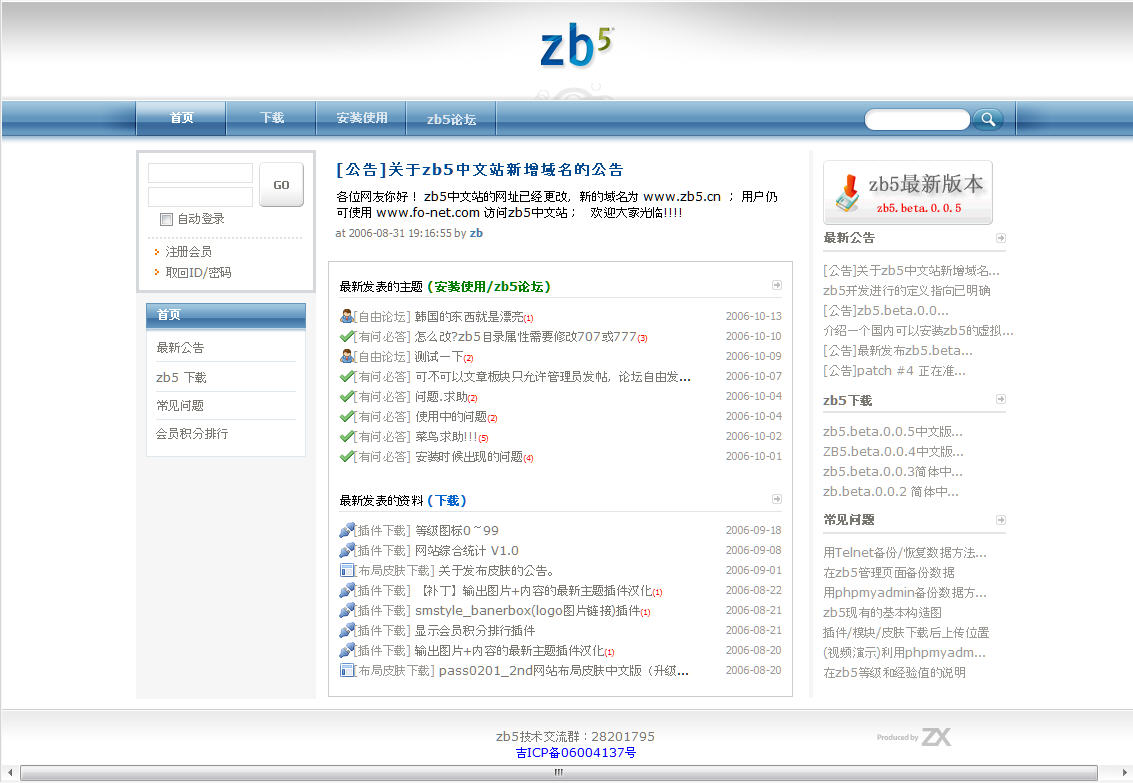 zb5
首页
下载
安装使用
zb5论坛
GO
自动登录
注册会员
取回ID/密码
首页
最新公告
zb5 下载
常见问题
会员积分排行
[公告]关于zb5中文站新增域名的公告
各位网友你好！ zb5中文站的网址已经更改，新的域名为 www.zb5.cn ； 用户仍
可使用 www.fo-net.com 访问zb5中文站； 欢迎大家光临!!!!
at 2006-08-31 19:16:55 by zb
最新发表的主题 (安装使用/zb5论坛)
[自由论坛] 韩国的东西就是漂亮(1) 2006-10-13
[有问必答] 怎么改?zb5目录属性需要修改707或777(3) 2006-10-10
[自由论坛] 测试一下(2) 2006-10-09
[有问必答] 可不可以文章板块只允许管理员发帖，论坛自由发... 2006-10-07
[有问必答] 问题.求助(2) 2006-10-04
[有问必答] 使用中的问题(2) 2006-10-04
[有问必答] 菜鸟求助!!!(5) 2006-10-02
[有问必答] 安装时候出现的问题(4) 2006-10-01
最新发表的资料 (下载)
[插件下载] 等级图标0～99 2006-09-18
[插件下载] 网站综合统计 V1.0 2006-09-08
[布局皮肤下载] 关于发布皮肤的公告。 2006-09-01
[插件下载] 【补丁】输出图片+内容的最新主题插件汉化(1) 2006-08-22
[插件下载] smstyle_banerbox(logo图片链接)插件(1) 2006-08-21
[插件下载] 显示会员积分排行插件 2006-08-21
[插件下载] 输出图片+内容的最新主题插件汉化(1) 2006-08-20
[布局皮肤下载] pass0201_2nd网站布局皮肤中文版（升级... 2006-08-20
zb5最新版本
zb5.beta.0.0.5
最新公告
[公告]关于zb5中文站新增域名...
zb5开发进行的定义指向已明确
[公告]zb5.beta.0.0...
介绍一个国内可以安装zb5的虚拟...
[公告]最新发布zb5.beta...
[公告]patch #4 正在准...
zb5下载
zb5.beta.0.0.5中文版...
ZB5.beta.0.0.4中文版...
zb5.beta.0.0.3简体中...
zb.beta.0.0.2 简体中...
常见问题
用Telnet备份/恢复数据方法...
在zb5管理页面备份数据
用phpmyadmin备份数据方...
zb5现有的基本构造图
插件/模块/皮肤下载后上传位置
(视频演示)利用phpmyadm...
在zb5等级和经验值的说明
zb5技术交流群：28201795
吉ICP备06004137号
Produced by ZX